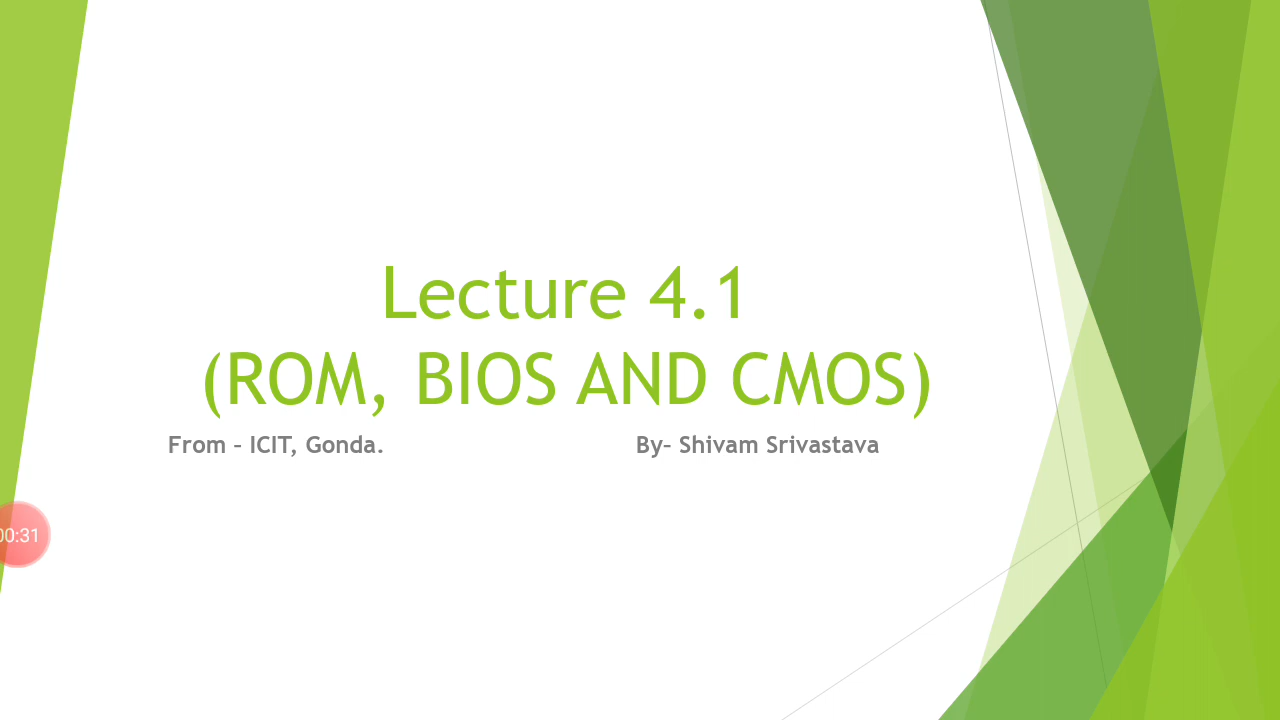 Lecture 4.1
(ROM, BIOS AND CMOS)
From – ICIT, Gonda. By– Shivam Srivastava
00:31